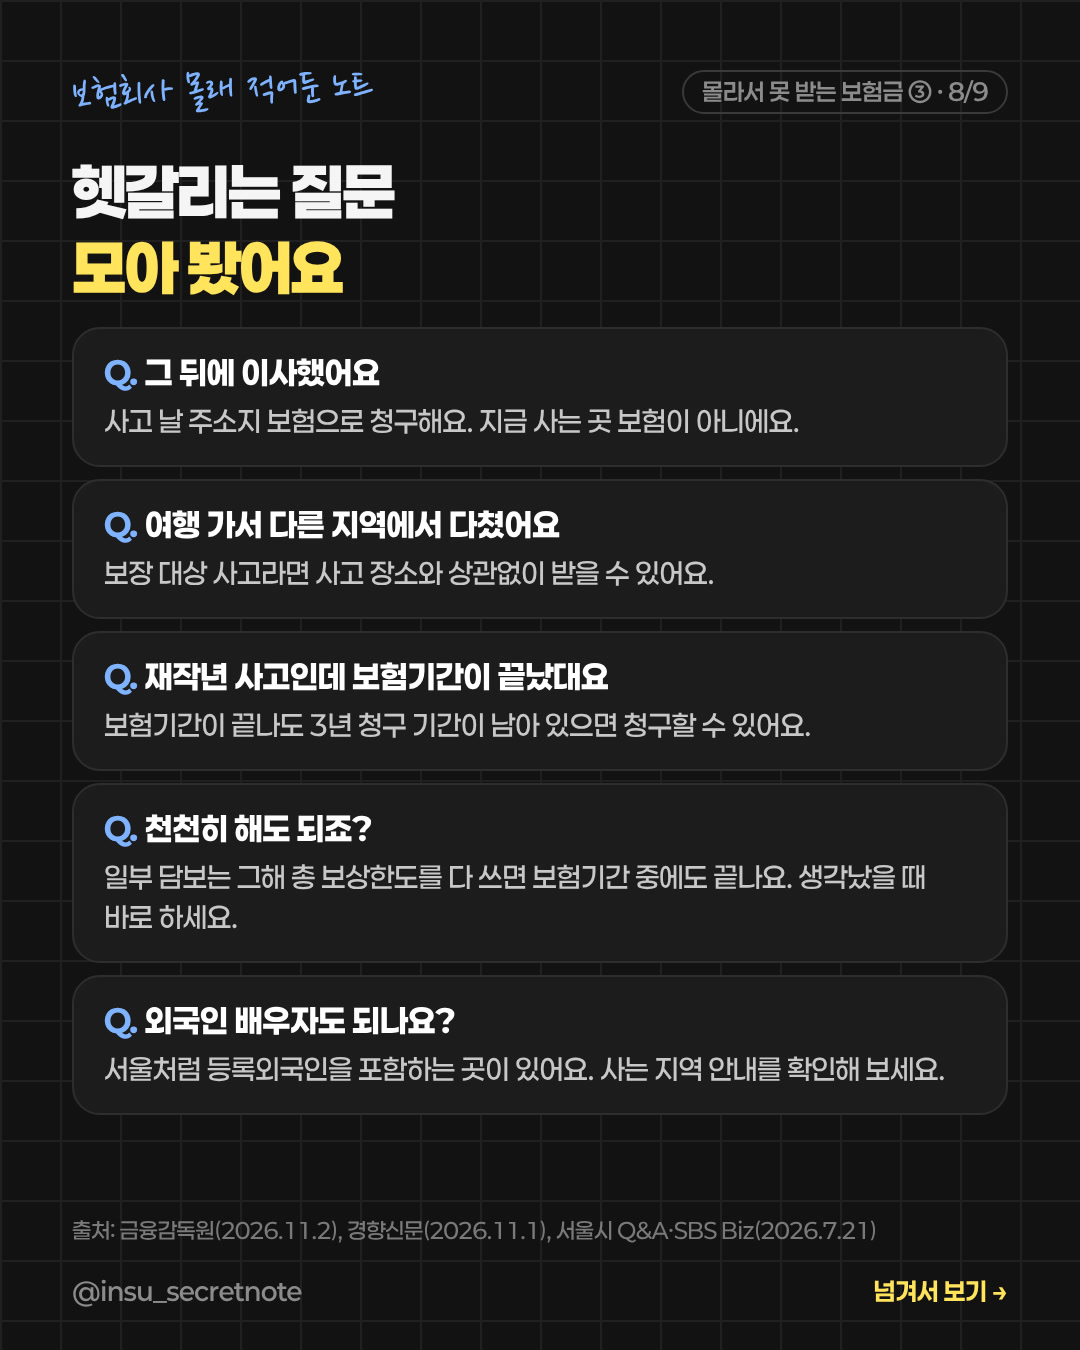 보험회사 몰래 적어둔 노트
몰라서 못 받는 보험금 ③ · 8/9
헷갈리는 질문
모아 봤어요
Q. 그 뒤에 이사했어요
사고 날 주소지 보험으로 청구해요. 지금 사는 곳 보험이 아니에요.
Q. 여행 가서 다른 지역에서 다쳤어요
보장 대상 사고라면 사고 장소와 상관없이 받을 수 있어요.
Q. 재작년 사고인데 보험기간이 끝났대요
보험기간이 끝나도 3년 청구 기간이 남아 있으면 청구할 수 있어요.
Q. 천천히 해도 되죠?
일부 담보는 그해 총 보상한도를 다 쓰면 보험기간 중에도 끝나요. 생각났을 때
바로 하세요.
Q. 외국인 배우자도 되나요?
서울처럼 등록외국인을 포함하는 곳이 있어요. 사는 지역 안내를 확인해 보세요.
출처: 금융감독원(2026.11.2), 경향신문(2026.11.1), 서울시 Q&A·SBS Biz(2026.7.21)
@insu_secretnote
넘겨서 보기 →